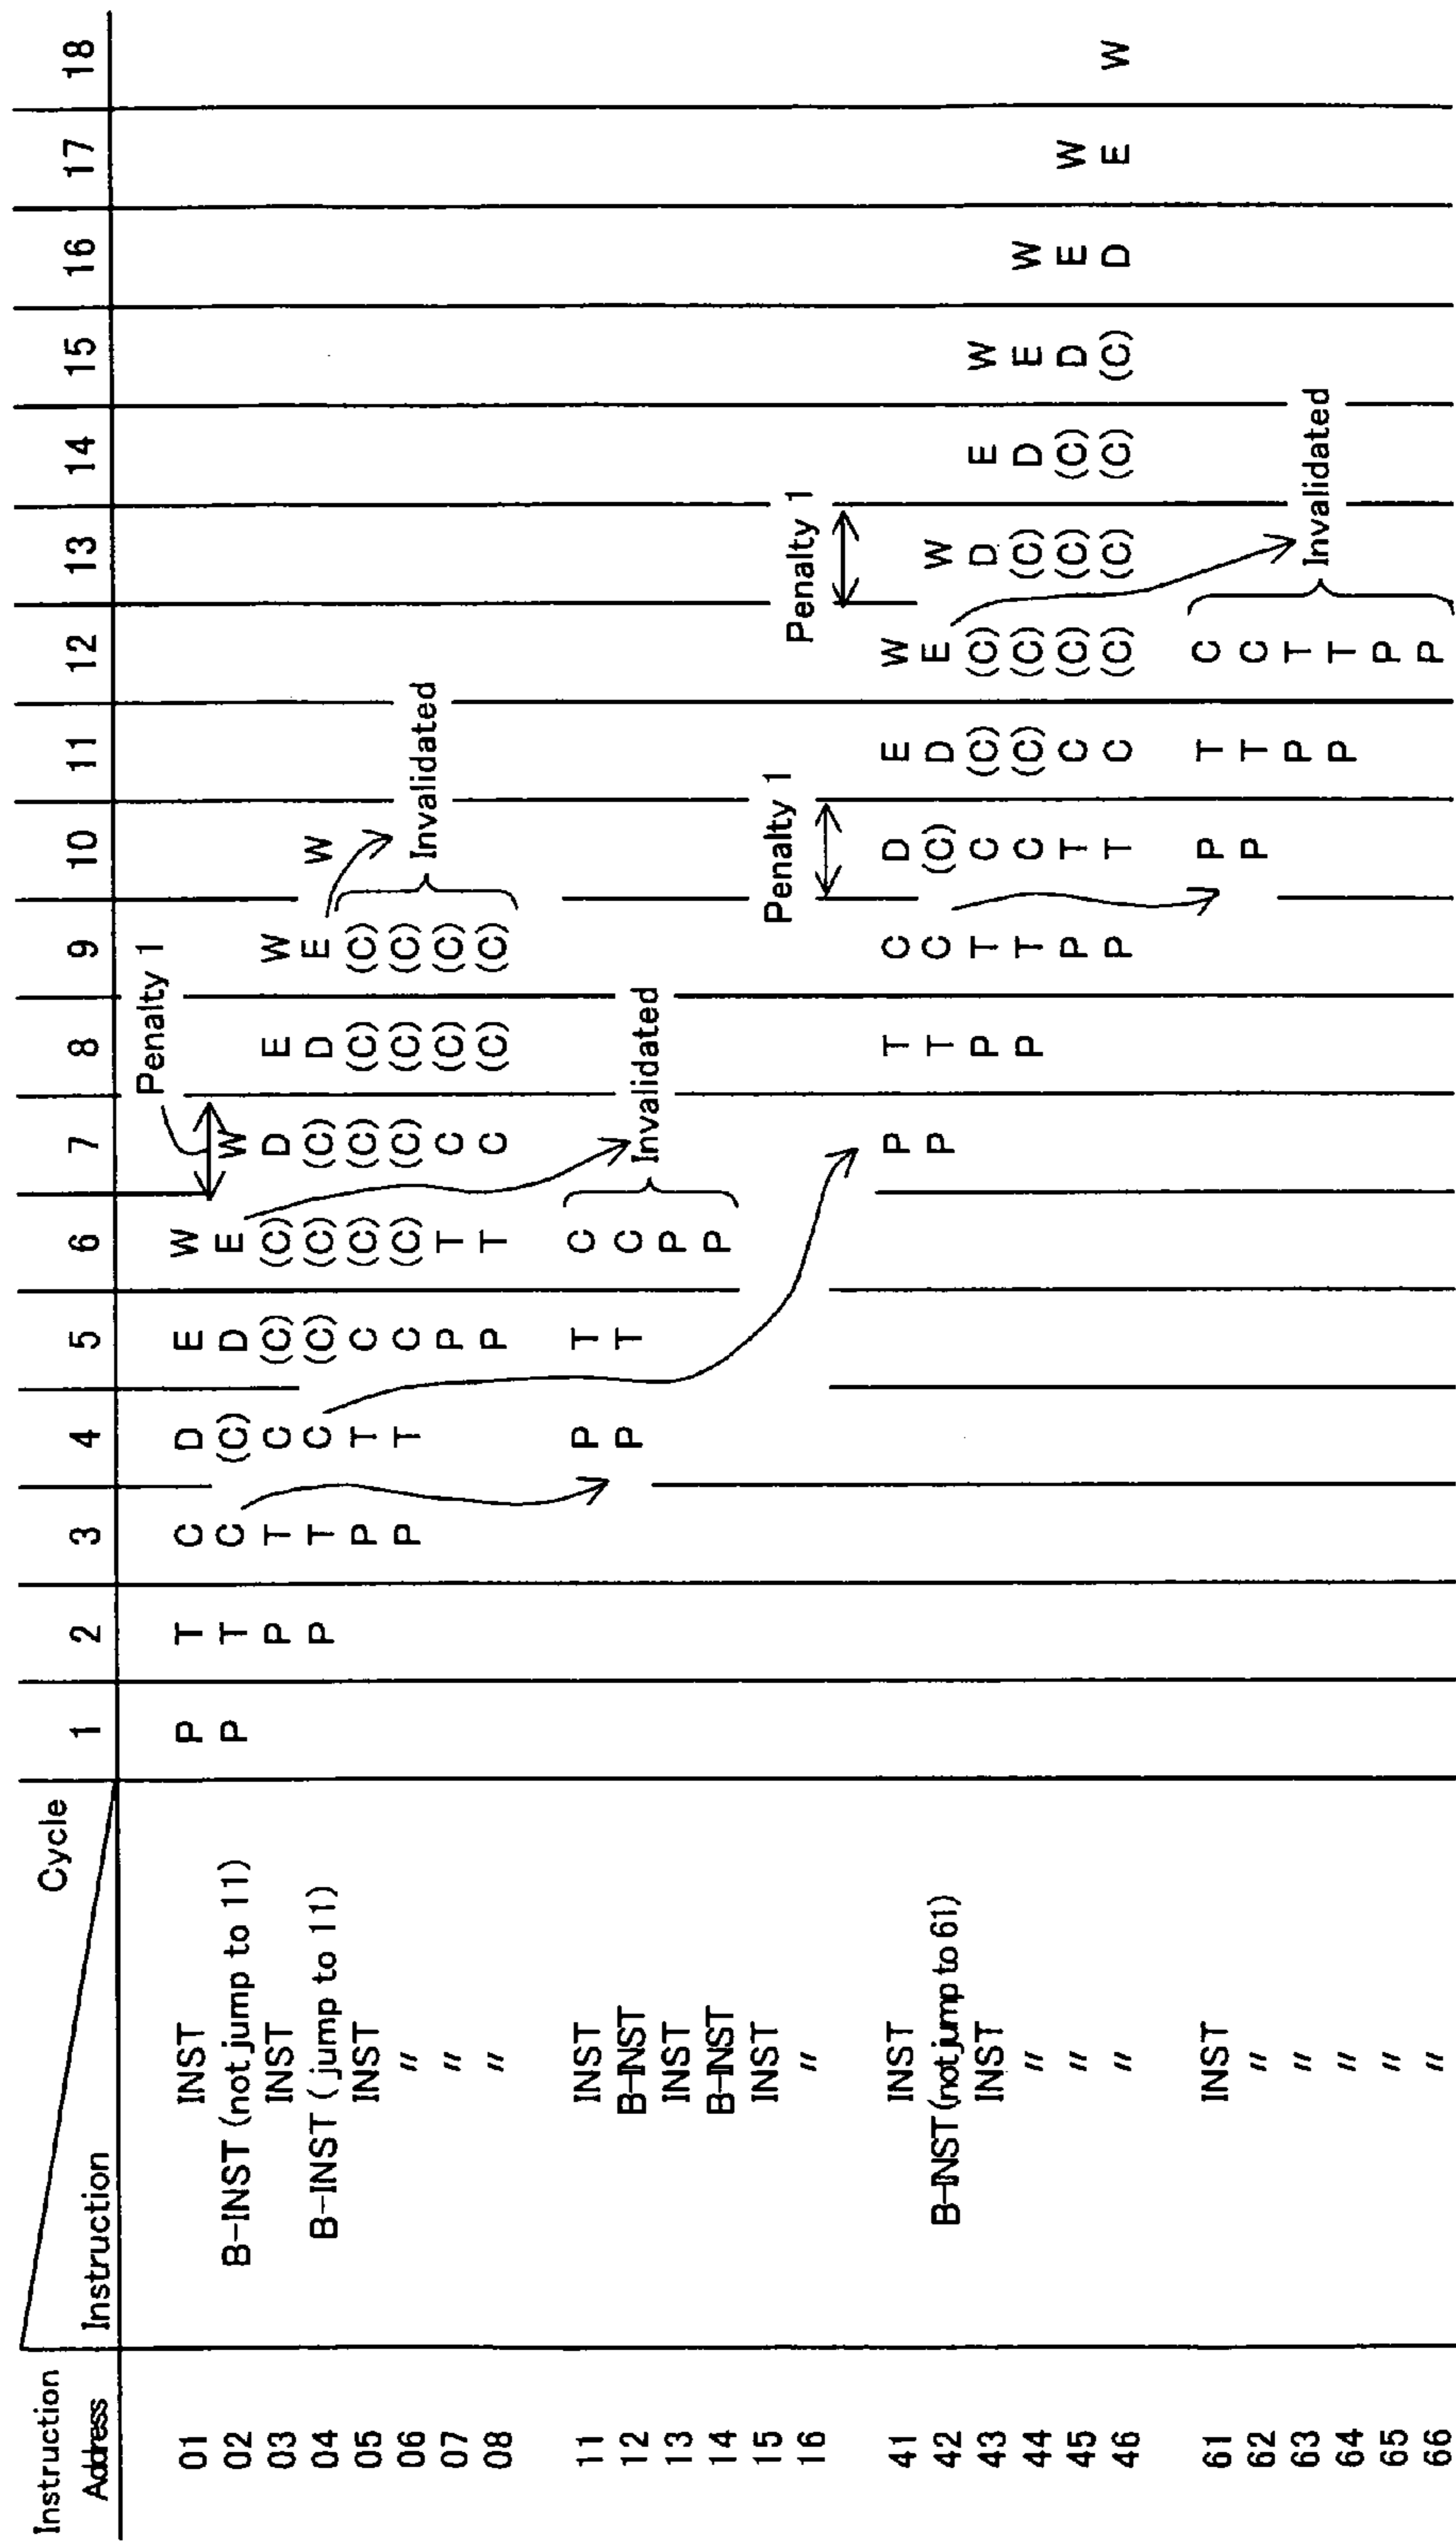 Instruction Address Instruction Cycle 1 2 3 4 5 6 7 8 9 10 11 12 13 14 15 16 17 18
Penalty 1
01 INST P T C D E W
02 B-INST (not jump to 11) P T C (C) D E W
03 INST P T C (C) (C) D E W
04 B-INST ( jump to 11) P T C (C) (C) (C) D E W
05 INST P T C (C) (C) (C) (C)
06 〃 P T C (C) (C) (C) (C)
Invalidated
07 〃 P T C (C) (C)
08 〃 P T C (C) (C)
11 INST P T C
12 B-INST P T C
Invalidated
13 INST P
14 B-INST P
15 INST
Penalty 1
16 〃
Penalty 1
41 INST P T C D E W
42 B-INST (not jump to 61) P T C (C) D E W
43 INST P T C (C) (C) D E W
44 〃 P T C (C) (C) (C) D E W
45 〃 P T C (C) (C) (C) D E W
46 〃 P T C (C) (C) (C) (C) D E W
61 INST P T C
62 〃 P T C
63 〃 P T
Invalidated
64 〃 P T
65 〃 P
66 〃 P